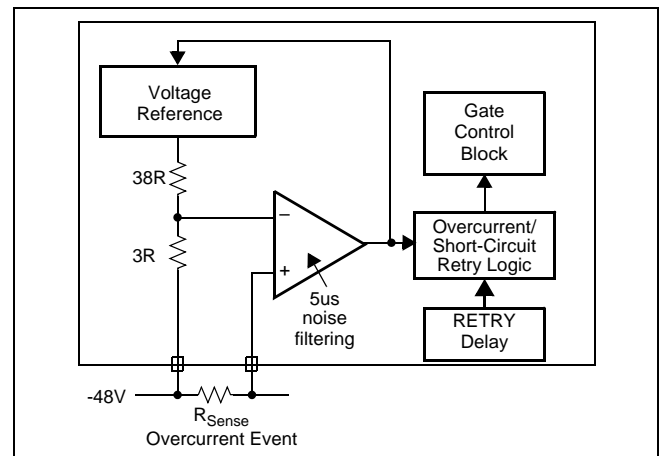 Voltage
Reference
Gate
Control
Block
38R
3R
−
+
Overcurrent/
Short-Circuit
Retry Logic
5us
noise
filtering
RETRY
Delay
-48V
RSense
Overcurrent Event